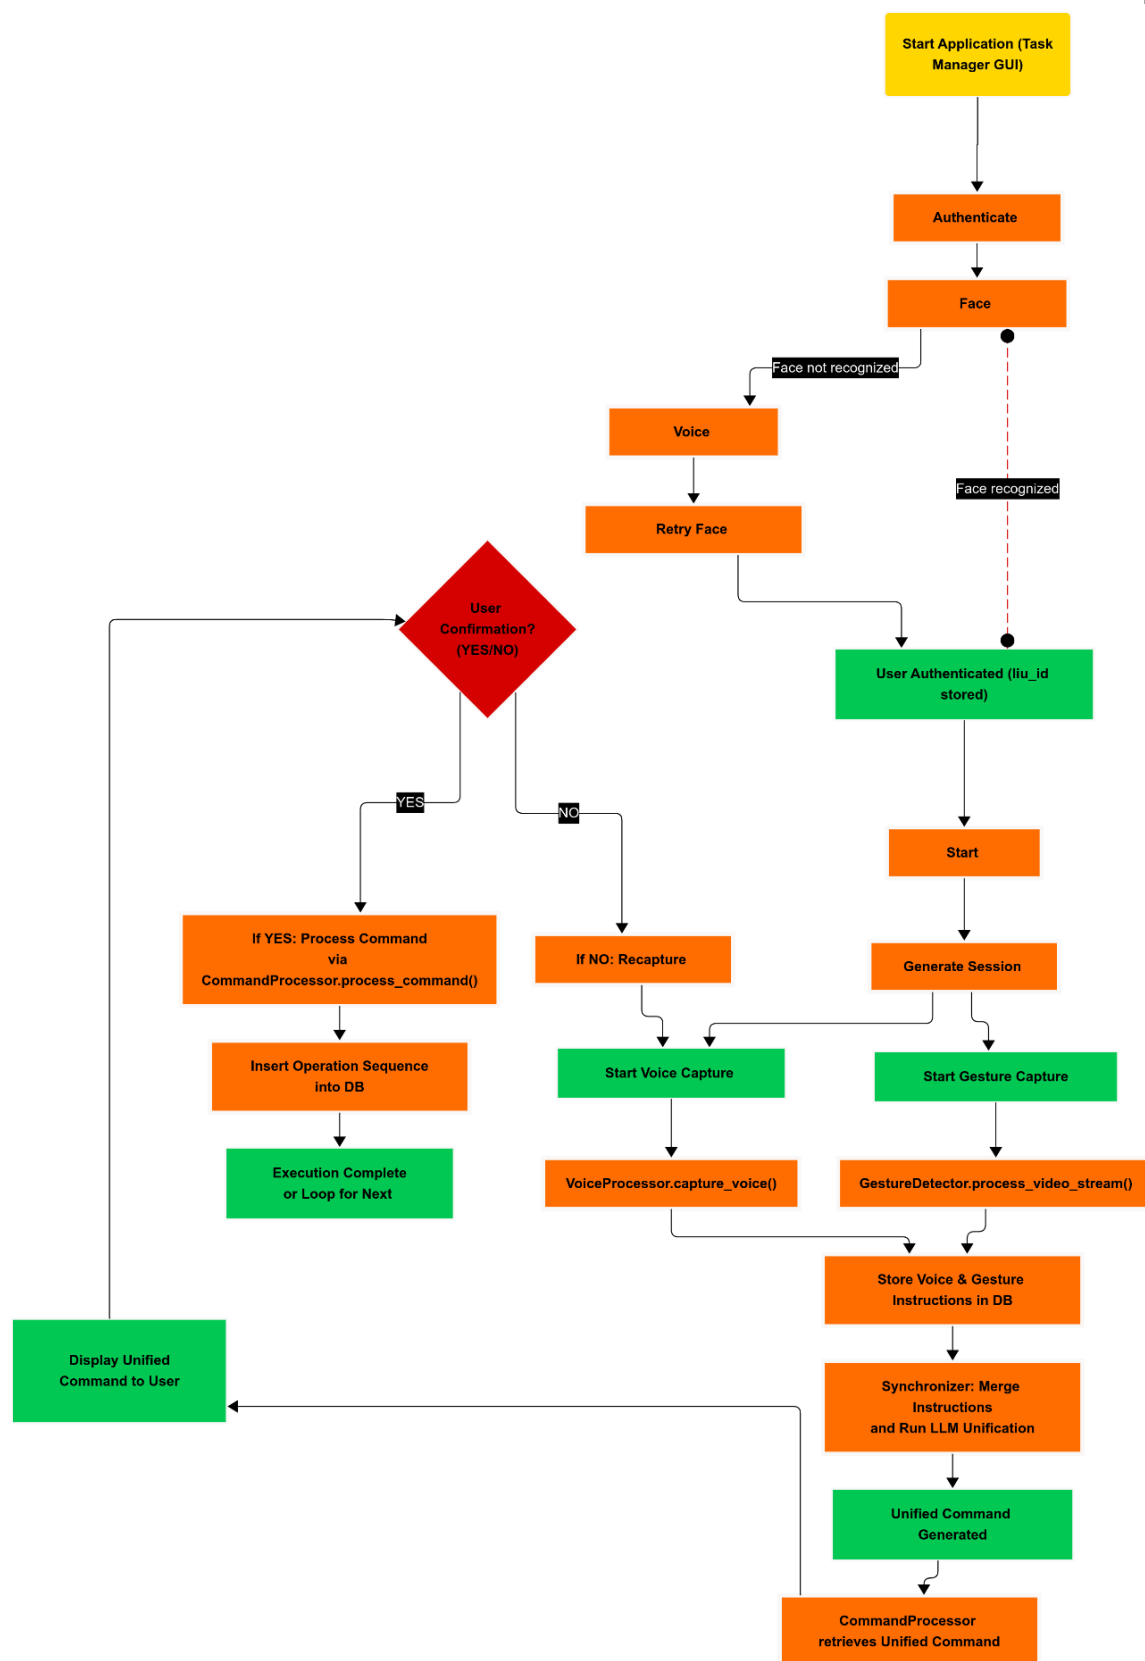 Start Application (Task
Manager GUI)
Authenticate
Face
Face not recognized
Voice
Face recognized
Retry Face
User
Confirmation?
(YES/NO)
User Authenticated (liu_id
stored)
YES
NO
Start
If YES: Process Command
via
CommandProcessor.process_command()
If NO: Recapture
Generate Session
Insert Operation Sequence
into DB
Start Voice Capture
Start Gesture Capture
Execution Complete
or Loop for Next
VoiceProcessor.capture_voice()
GestureDetector.process_video_stream()
Store Voice & Gesture
Instructions in DB
Display Unified
Command to User
Synchronizer: Merge
Instructions
and Run LLM Unification
Unified Command
Generated
CommandProcessor
retrieves Unified Command